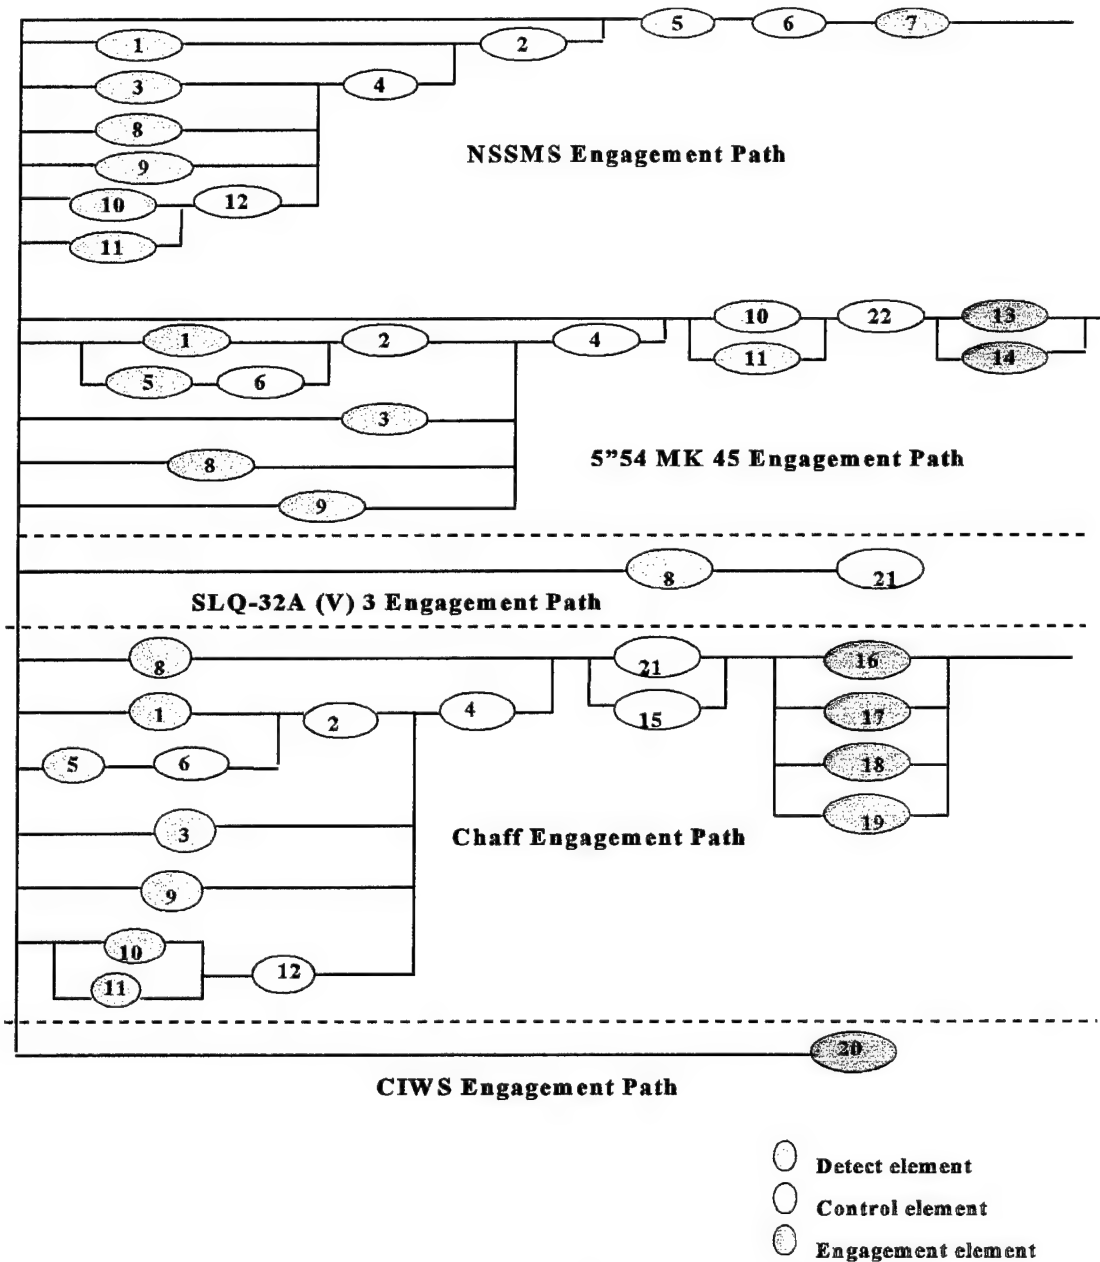 5 6 7
1 2
3 4
8
NSSMS Engagement Path
9
10 12
11
10 22 13
1 2 4
11 14
5 6
3
5”54 MK 45 Engagement Path
8
9
8 21
SLQ-32A (V) 3 Engagement Path
8 21 16
1 2 4 15 17
5 6 18
3 19
Chaff Engagement Path
9
10
12
11
20
CIWS Engagement Path
Detect element
Control element
Engagement element